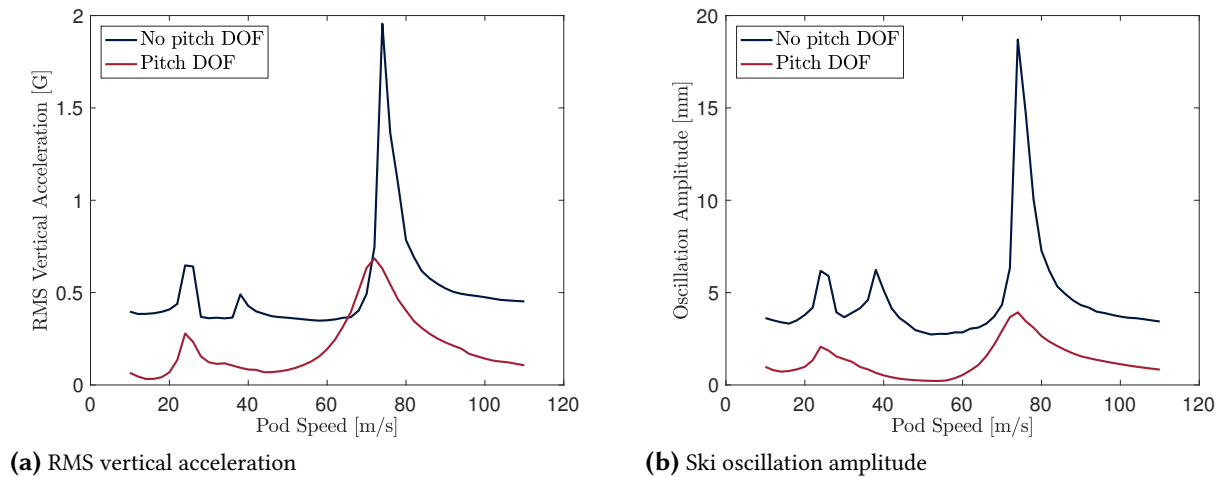 2
1.5
1
0.5
0
0 20 40 60 80 100 120
RMS Vertical Acceleration [G]
Pod Speed [m/s]
No pitch DOF
Pitch DOF
(a) RMS vertical acceleration
20
15
10
5
0
0 20 40 60 80 100 120
Oscillation Amplitude [mm]
Pod Speed [m/s]
No pitch DOF
Pitch DOF
(b) Ski oscillation amplitude